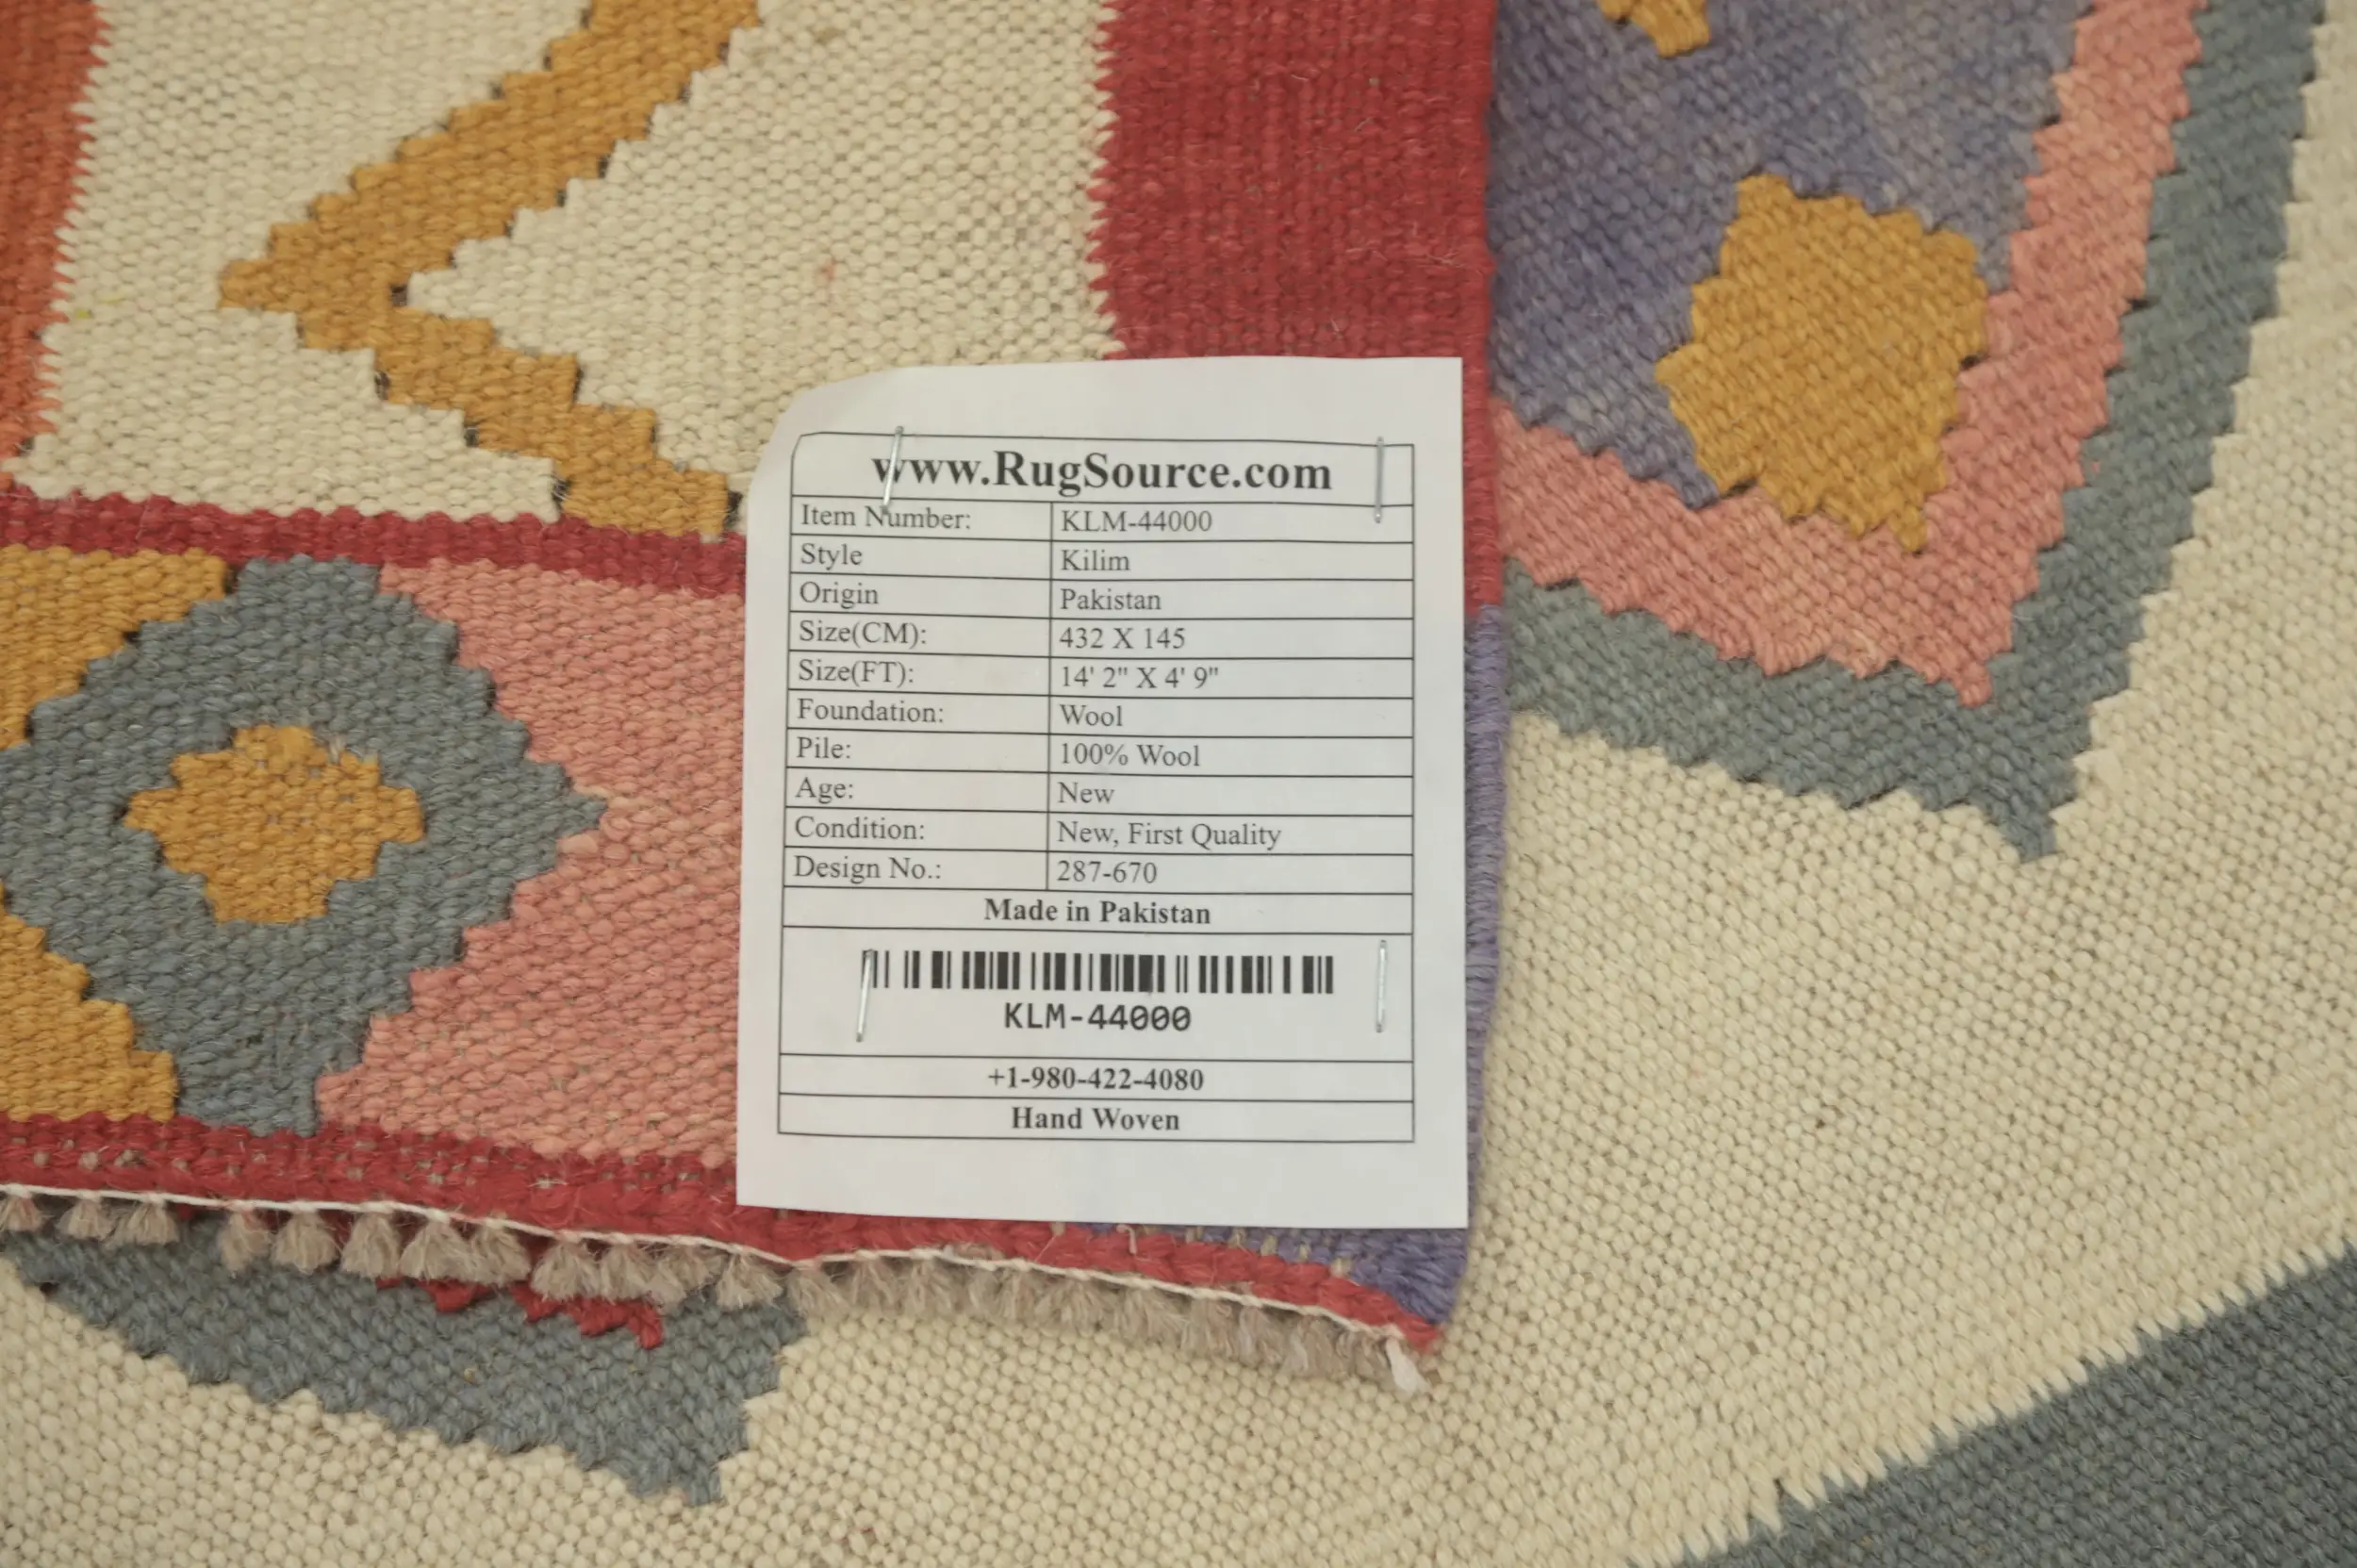 www.RugSource.com
Item Number: KLM-44000
Style Kilim
Origin Pakistan
Size(CM): 432 X 145
Size(FT): 14' 2" X 4' 9"
Foundation: Wool
Pile: 100% Wool
Age: New
Condition: New, First Quality
Design No.: 287-670
Made in Pakistan
KLM-44000
+1-980-422-4080
Hand Woven